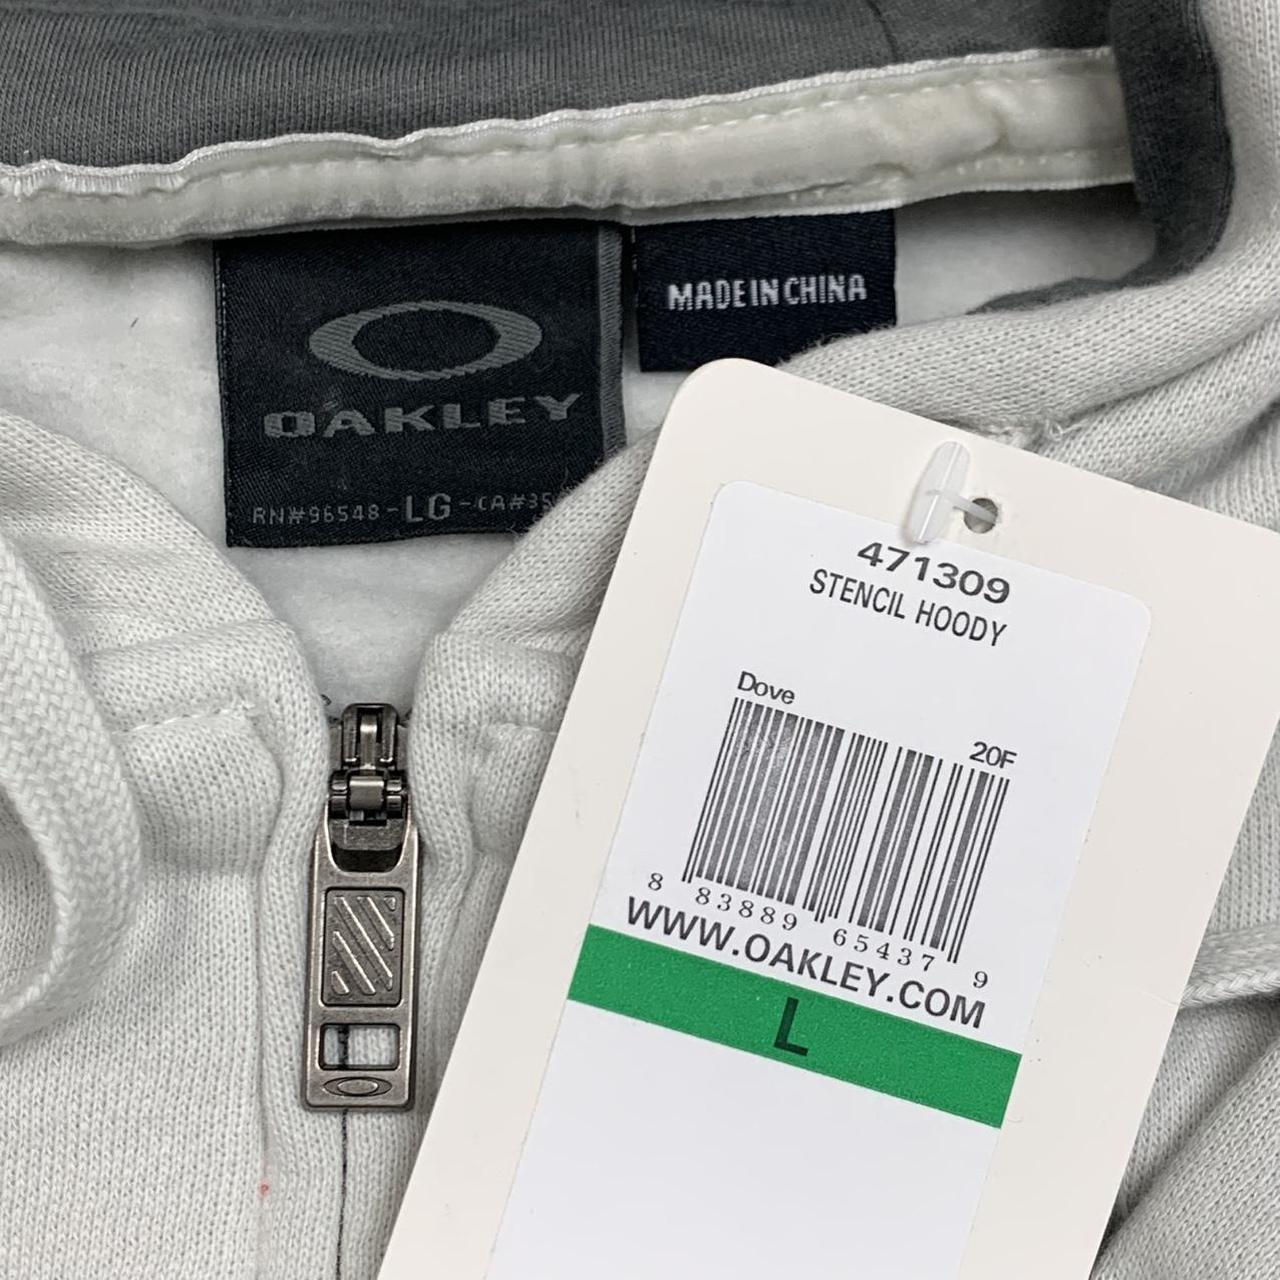 OAKLEY
RN#96548-LG-CA#35
MADE IN CHINA
471309
STENCIL HOODY
Dove
20F
8 83889 65437 9
WWW.OAKLEY.COM
L